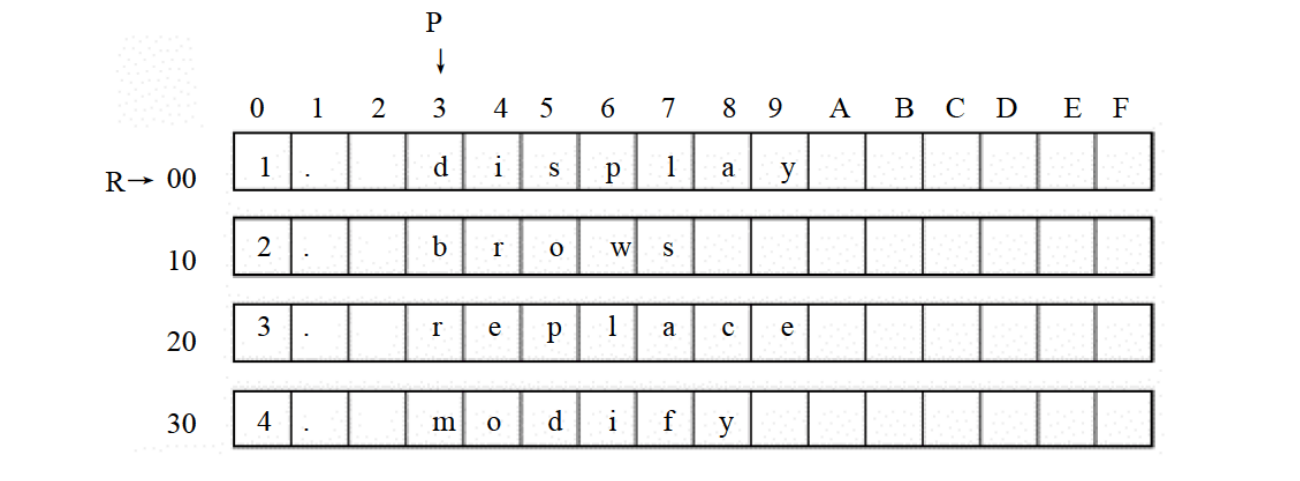 P
↓
0 1 2 3 4 5 6 7 8 9 A B C D E F
R→ 00 1 . d i s p l a y
10 2 . b r o w s
20 3 . r e p l a c e
30 4 . m o d i f y